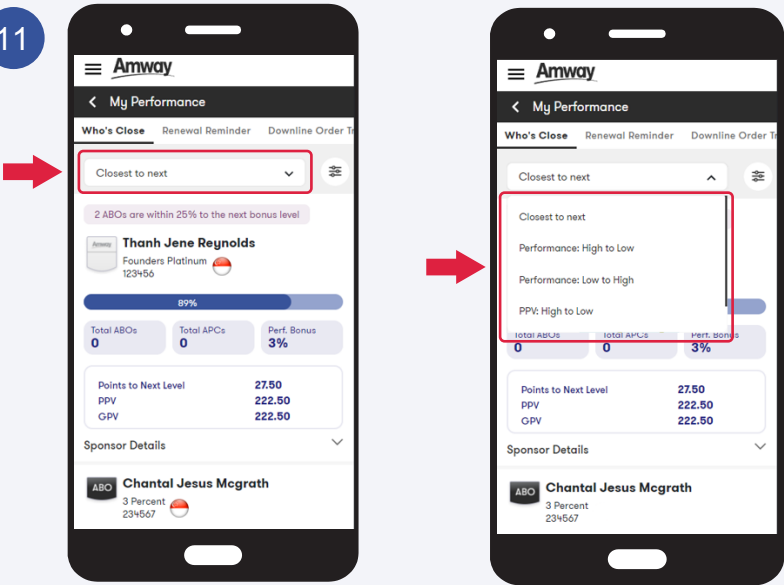 11
Amway
My Performance
Who's Close Renewal Reminder Downline Order Tr
Closest to next
2 ABOs are within 25% to the next bonus level
Amway
Thanh Jene Reynolds
Founders Platinum
123456
89%
Total ABOs Total APCs Perf. Bonus
0 0 3%
Points to Next Level 27.50
PPV 222.50
GPV 222.50
Sponsor Details
ABO
Chantal Jesus Mcgrath
3 Percent
234567
Amway
My Performance
Who's Close Renewal Reminder Downline Order Tr
Closest to next
Closest to next
Performance: High to Low
Performance: Low to High
PPV: High to Low
Total ABOs Total APCs Perf. Bonus
0 0 3%
Points to Next Level 27.50
PPV 222.50
GPV 222.50
Sponsor Details
ABO
Chantal Jesus Mcgrath
3 Percent
234567